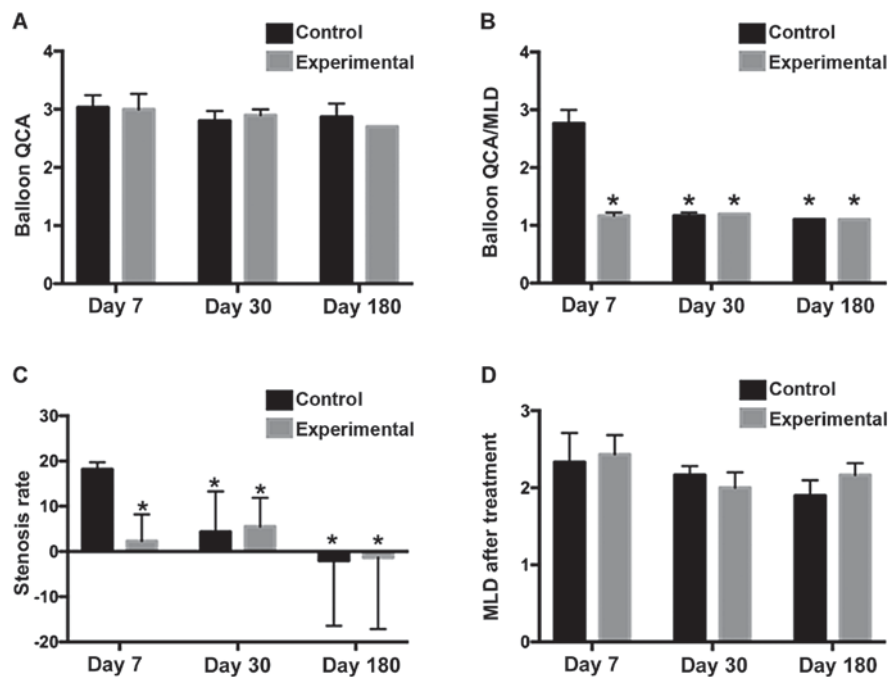 A
Control
Experimental
Balloon QCA
4
3
2
1
0
Day 7 Day 30 Day 180
B
Control
Experimental
Balloon QCA/MLD
4
3
2
1
0
* * * * *
Day 7 Day 30 Day 180
C
Control
Experimental
Stenosis rate
30
20
10
0
-10
-20
* * * * *
Day 7 Day 30 Day 180
D
Control
Experimental
MLD after treatment
3
2
1
0
Day 7 Day 30 Day 180